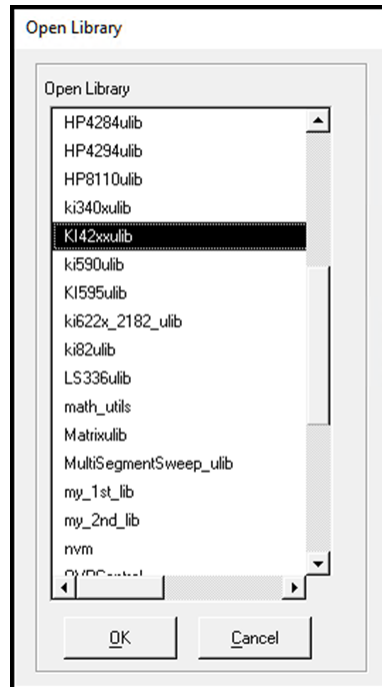 Open Library
Open Library
HP4284ulib
HP4294ulib
HP8110ulib
ki340xulib
KI42xxulib
ki590ulib
KI595ulib
ki622x_2182_ulib
ki82ulib
LS336ulib
math_utils
Matrixulib
MultiSegmentSweep_ulib
my_1st_lib
my_2nd_lib
nvm
OK
Cancel